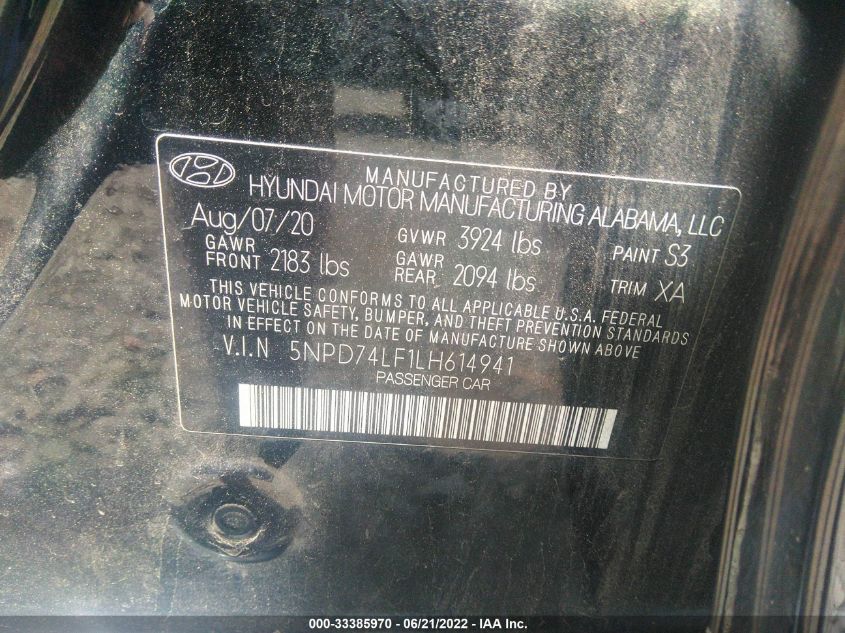 MANUFACTURED BY
HYUNDAI MOTOR MANUFACTURING ALABAMA, LLC
Aug/07/20 GVWR 3924 lbs PAINT S3
GAWR FRONT 2183 lbs GAWR REAR 2094 lbs TRIM XA
THIS VEHICLE CONFORMS TO ALL APPLICABLE U.S.A. FEDERAL
MOTOR VEHICLE SAFETY, BUMPER, AND THEFT PREVENTION STANDARDS
IN EFFECT ON THE DATE OF MANUFACTURE SHOWN ABOVE
V.I.N 5NPD74LF1LH614941
PASSENGER CAR
000-33385970 - 06/21/2022 - IAA Inc.